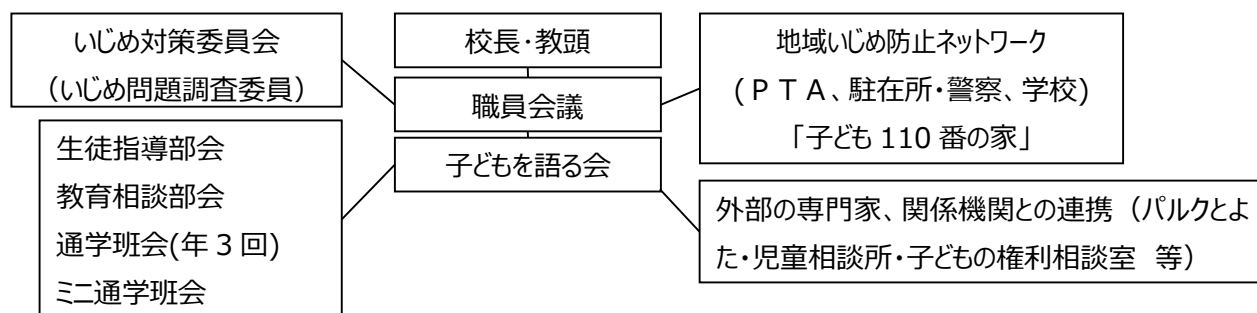 いじめ対策委員会
（いじめ問題調査委員）
校長・教頭
職員会議
子どもを語る会
地域いじめ防止ネットワーク
(ＰＴＡ、駐在所・警察、学校)
「子ども 110 番の家」
生徒指導部会
教育相談部会
通学班会(年 3 回)
ミニ通学班会
外部の専門家、関係機関との連携（パルクとよ
た・児童相談所・子どもの権利相談室 等）